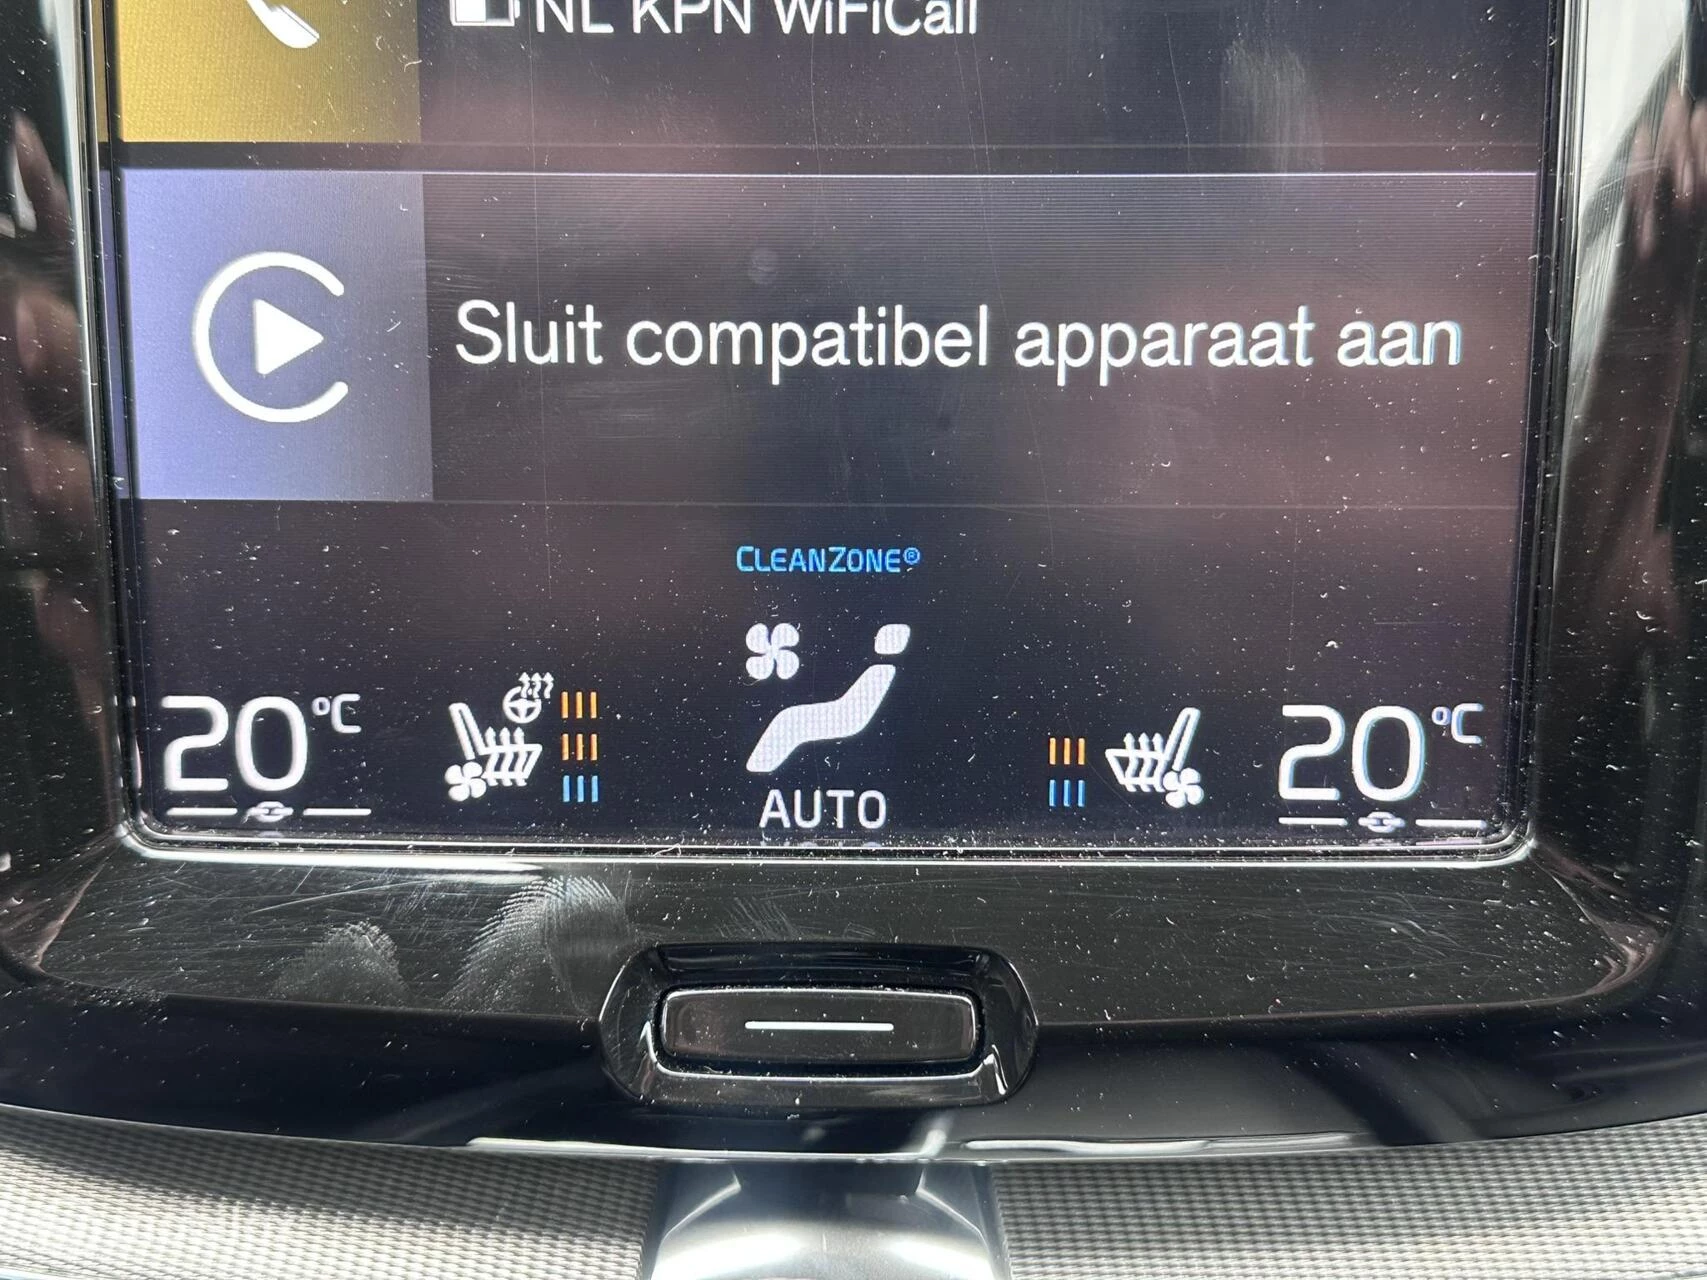 NL KPN WiFiCall
Sluit compatibel apparaat aan
CLEANZONE®
20 °C
20 °C
AUTO